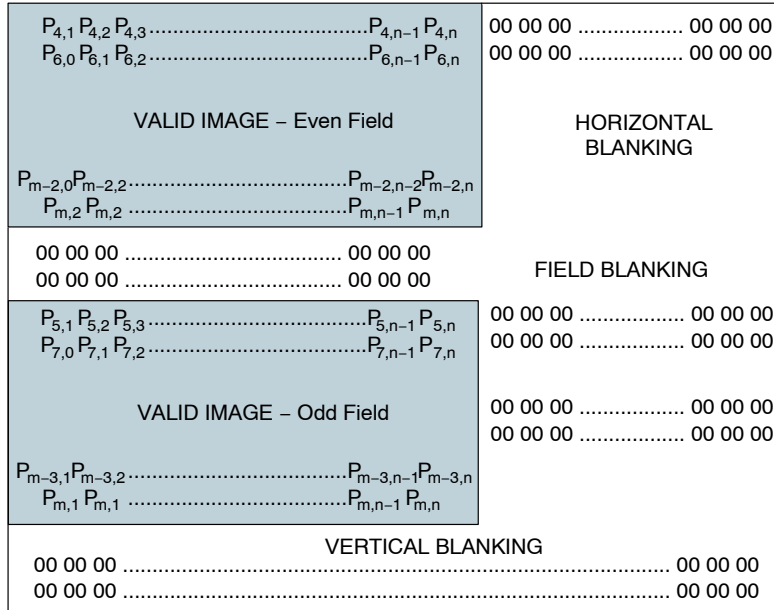 P4,1 P4,2 P4,3..........................................P4,n−1 P4,n 00 00 00 .................. 00 00 00
P6,0 P6,1 P6,2..........................................P6,n−1 P6,n 00 00 00 .................. 00 00 00
VALID IMAGE − Even Field
HORIZONTAL
BLANKING
Pm−2,0Pm−2,2.....................................Pm−2,n−2Pm−2,n
Pm,2 Pm,2 .....................................Pm,n−1 Pm,n
00 00 00 ..................................... 00 00 00
00 00 00 ..................................... 00 00 00
FIELD BLANKING
P5,1 P5,2 P5,3.....................................P5,n−1 P5,n 00 00 00 .................. 00 00 00
P7,0 P7,1 P7,2.....................................P7,n−1 P7,n 00 00 00 .................. 00 00 00
VALID IMAGE − Odd Field
00 00 00 .................. 00 00 00
00 00 00 .................. 00 00 00
Pm−3,1Pm−3,2.....................................Pm−3,n−1Pm−3,n
Pm,1 Pm,1 .....................................Pm,n−1 Pm,n
VERTICAL BLANKING
00 00 00 ............................................................................................. 00 00 00
00 00 00 ............................................................................................. 00 00 00